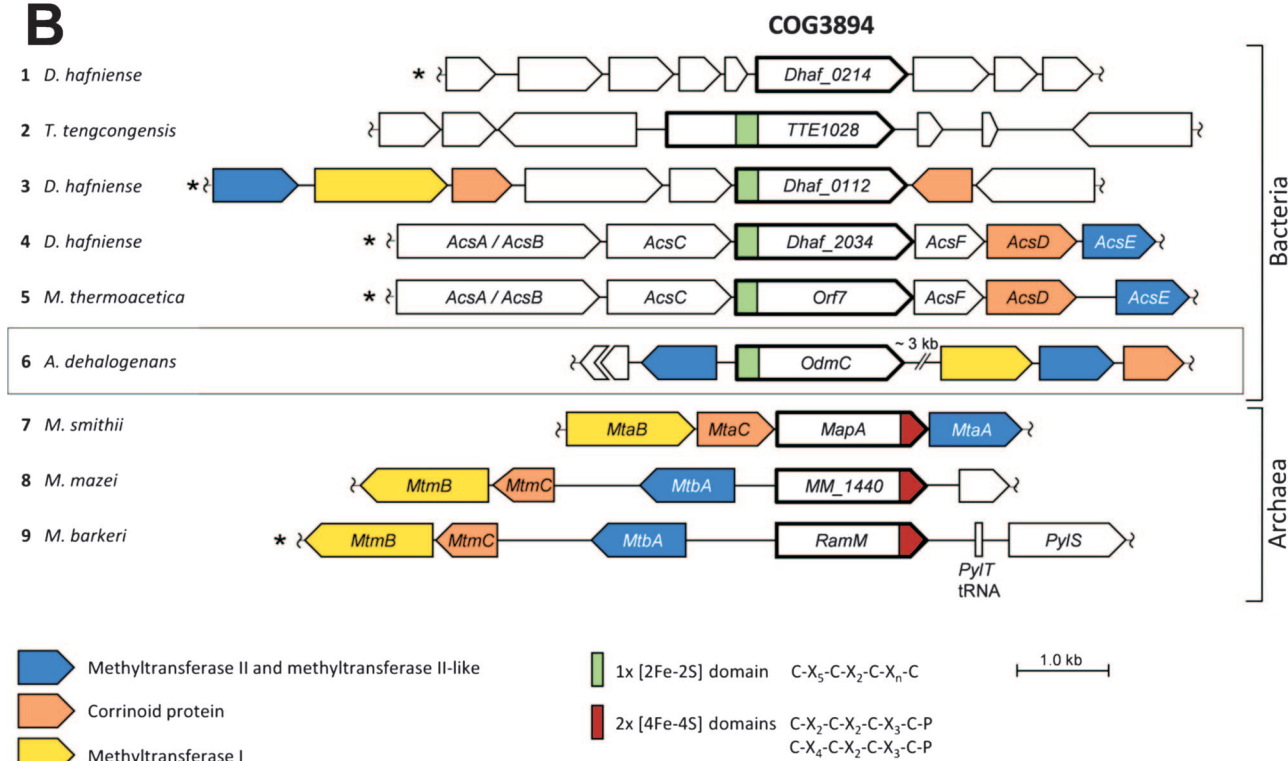 B
COG3894
1 D. hafniense * Dhaf_0214
2 T. tengcongensis TTE1028
3 D. hafniense * Dhaf_0112
4 D. hafniense * AcsA / AcsB AcsC Dhaf_2034 AcsF AcsD AcsE
5 M. thermoacetica * AcsA / AcsB AcsC Orf7 AcsF AcsD AcsE
6 A. dehalogenans OdmC ~ 3 kb
Bacteria
7 M. smithii MtaB MtaC MapA MtaA
8 M. mazei MtmB MtmC MtbA MM_1440
9 M. barkeri * MtmB MtmC MtbA RamM PylS
PylT
tRNA
Archaea
Methyltransferase II and methyltransferase II-like
Corrinoid protein
Methyltransferase I
1x [2Fe-2S] domain C-X5-C-X2-C-Xn-C
2x [4Fe-4S] domains C-X2-C-X2-C-X3-C-P
C-X4-C-X2-C-X3-C-P
1.0 kb